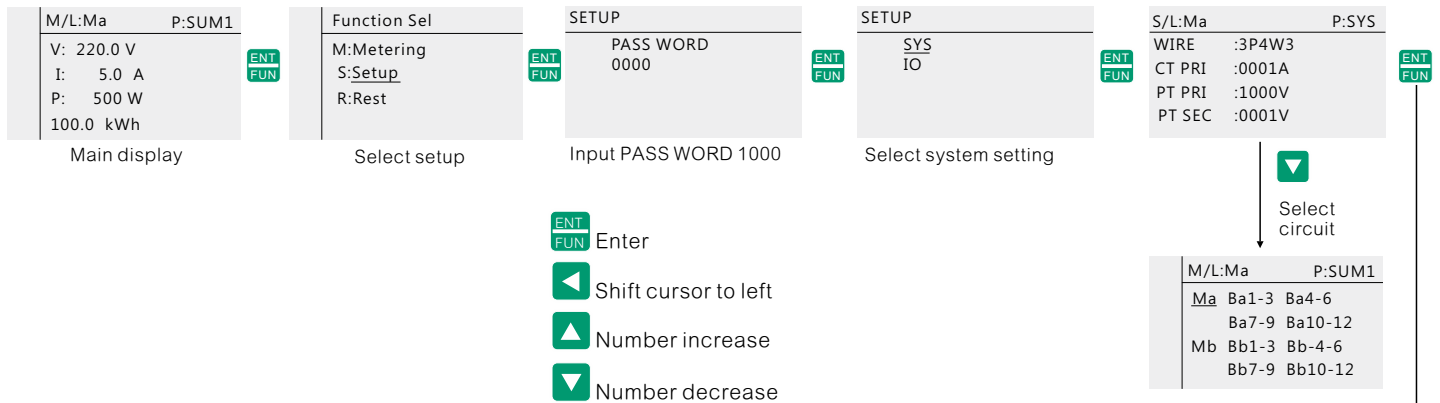 M/L:Ma P:SUM1
V: 220.0 V
I: 5.0 A
P: 500 W
100.0 kWh
Main display
ENT
FUN
Function Sel
M:Metering
S:Setup
R:Rest
Select setup
ENT
FUN
SETUP
PASS WORD
0000
Input PASS WORD 1000
ENT
FUN
SETUP
SYS
IO
Select system setting
ENT
FUN
S/L:Ma P:SYS
WIRE :3P4W3
CT PRI :0001A
PT PRI :1000V
PT SEC :0001V
ENT
FUN
Select
circuit
M/L:Ma P:SUM1
Ma Ba1-3 Ba4-6
Ba7-9 Ba10-12
Mb Bb1-3 Bb-4-6
Bb7-9 Bb10-12
ENT
FUN Enter
Shift cursor to left
Number increase
Number decrease